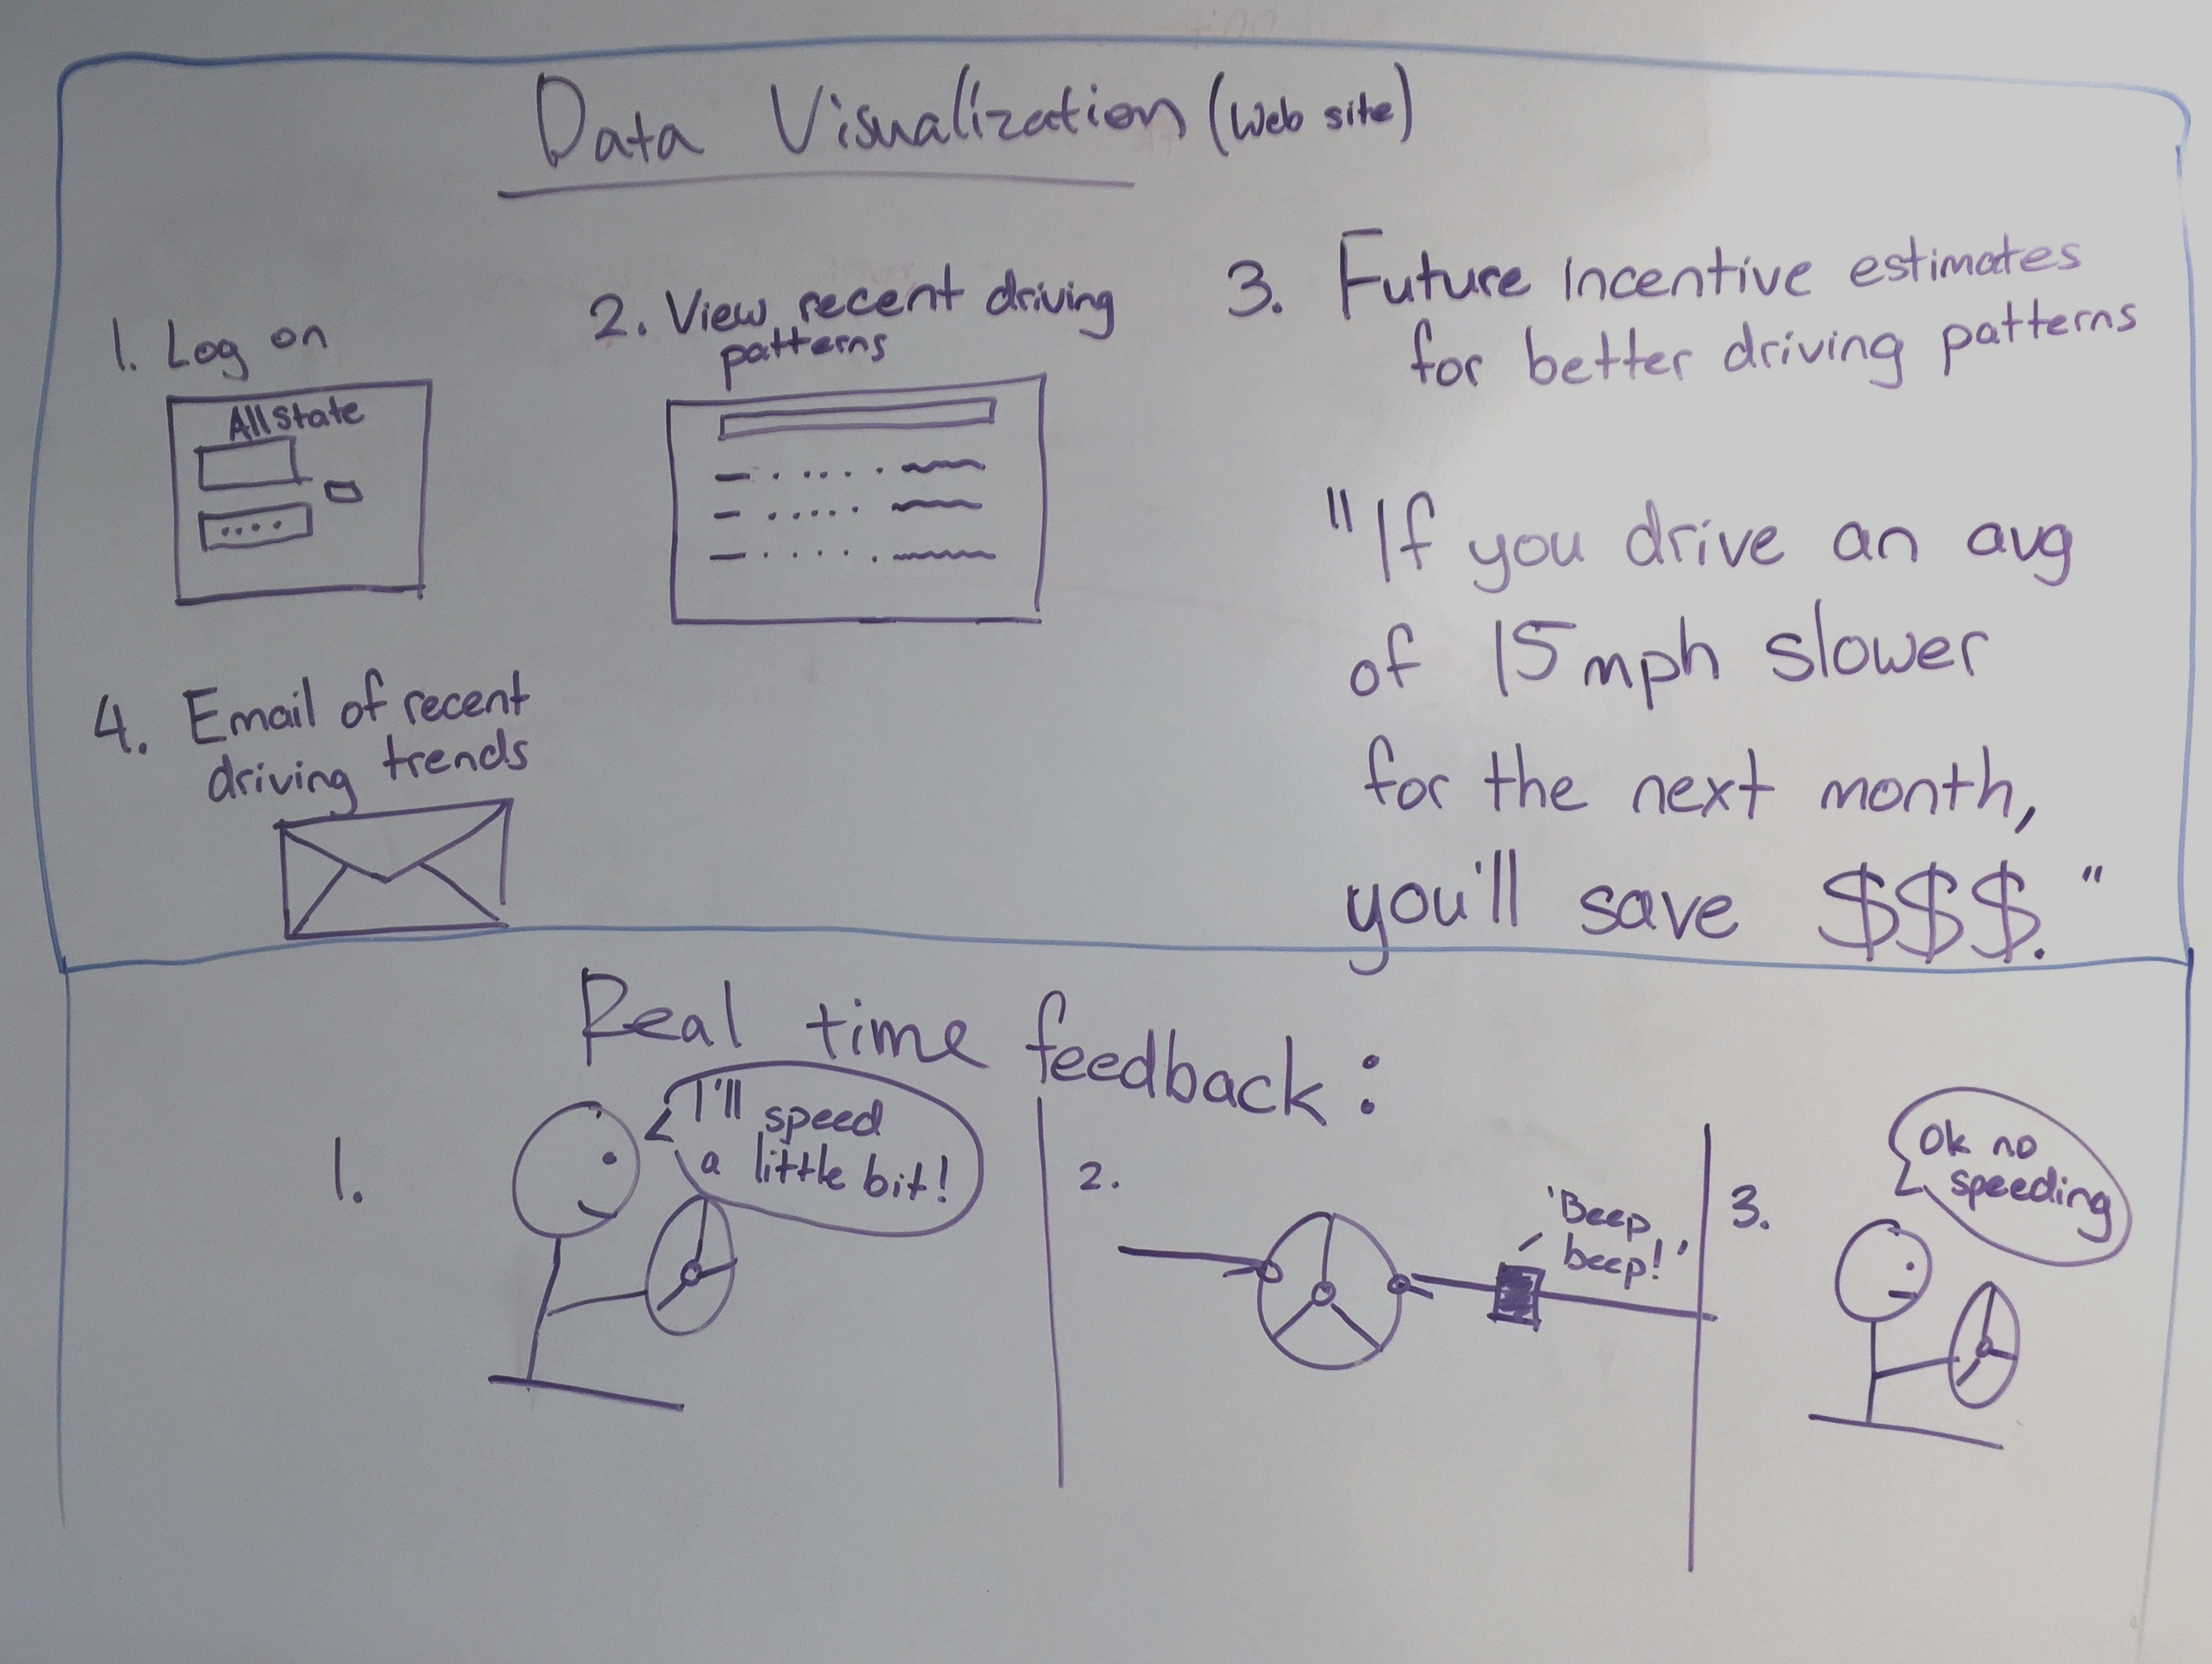 Data Visualization (Web site)
1. Log on
Allstate
2. View recent driving
patterns
3. Future incentive estimates
for better driving patterns
"If you drive an avg
of 15 mph slower
for the next month,
you'll save $$$."
4. Email of recent
driving trends
Real time feedback:
1.
I'll speed
a little bit!
2.
'Beep
beep!'
3.
Ok no
speeding